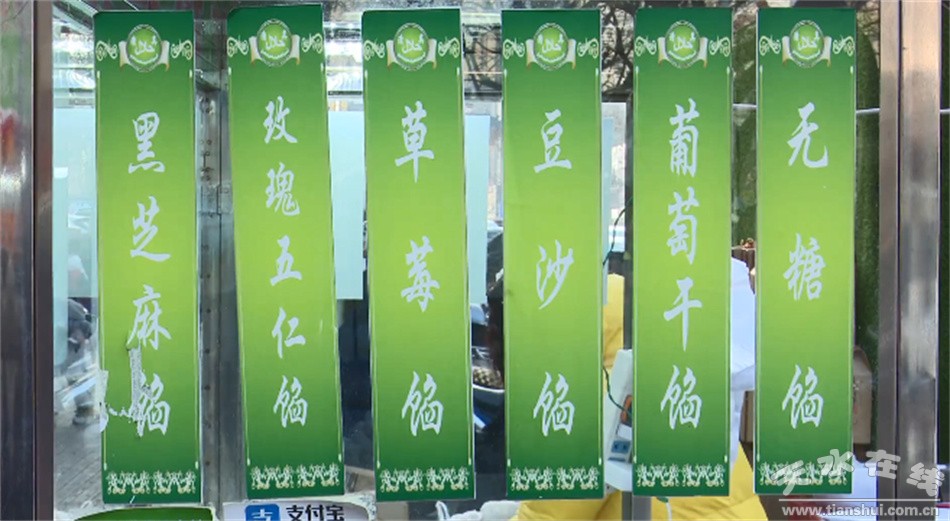 黑芝麻馅
玫瑰五仁馅
草莓馅
豆沙馅
葡萄干馅
无糖馅
支付宝
天水在线
www.tianshui.com.cn